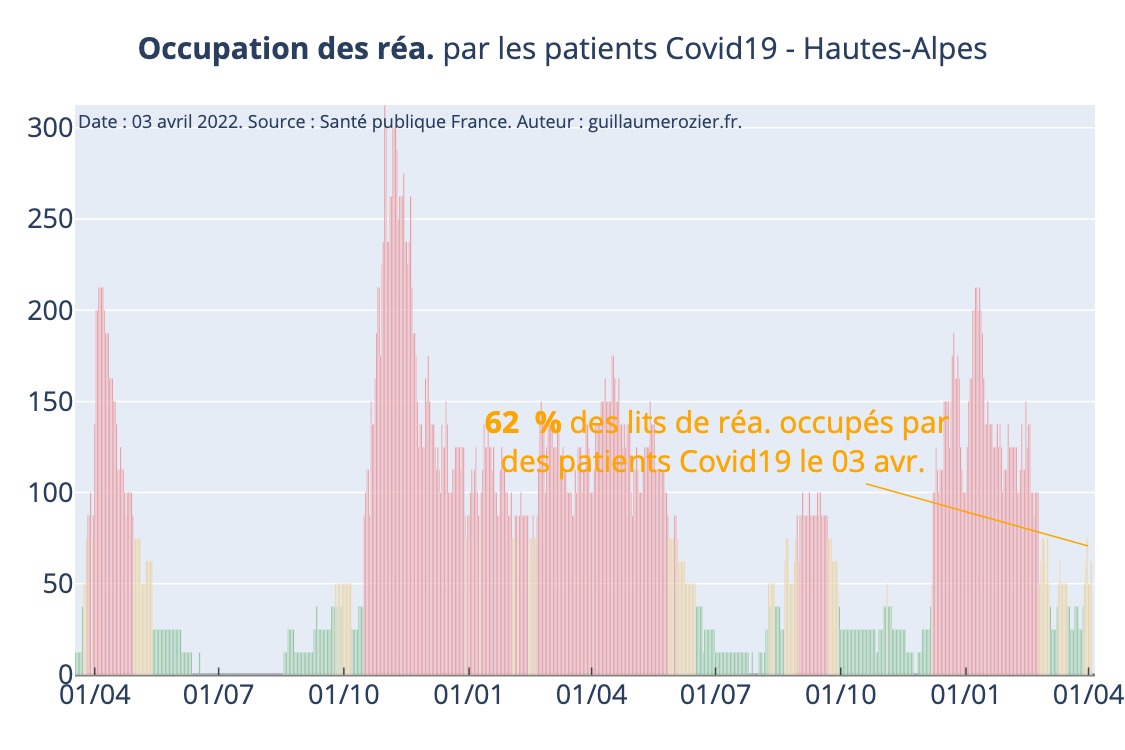 Occupation des réa. par les patients Covid19 - Hautes-Alpes
Date : 03 avril 2022. Source : Santé publique France. Auteur : guillaumerozier.fr.
300
250
200
150
100
50
0
62 % des lits de réa. occupés par
des patients Covid19 le 03 avr.
01/04 01/07 01/10 01/01 01/04 01/07 01/10 01/01 01/04